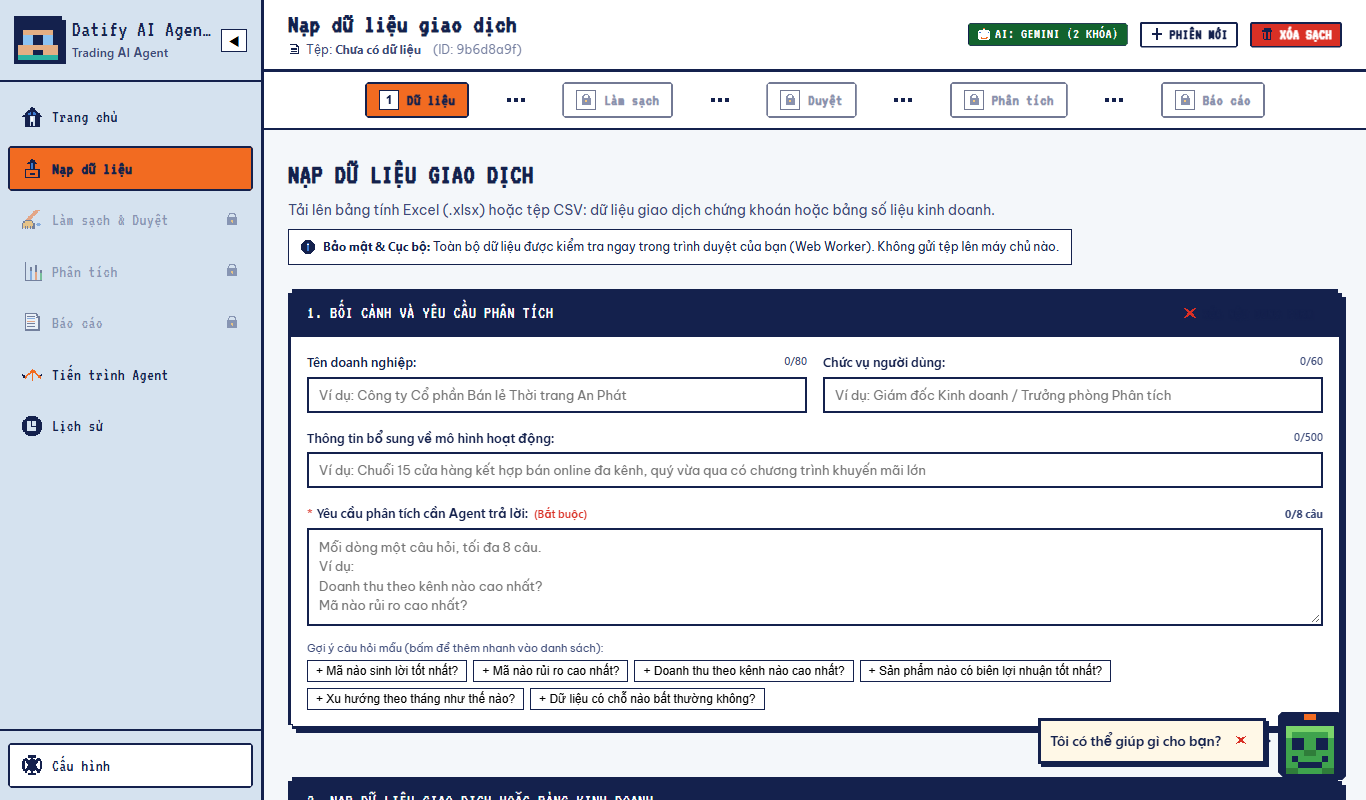 Datify AI Agen…
Trading AI Agent
Trang chủ
Nạp dữ liệu
Làm sạch & Duyệt
Phân tích
Báo cáo
Tiến trình Agent
Lịch sử
Cấu hình
Nạp dữ liệu giao dịch
Tệp: Chưa có dữ liệu (ID: 9b6d8a9f)
AI: GEMINI (2 KHÓA)
PHIÊN MỚI
XÓA SẠCH
1 Dữ liệu
Làm sạch
Duyệt
Phân tích
Báo cáo
NẠP DỮ LIỆU GIAO DỊCH
Tải lên bảng tính Excel (.xlsx) hoặc tệp CSV: dữ liệu giao dịch chứng khoán hoặc bảng số liệu kinh doanh.
Bảo mật & Cục bộ: Toàn bộ dữ liệu được kiểm tra ngay trong trình duyệt của bạn (Web Worker). Không gửi tệp lên máy chủ nào.
1. BỐI CẢNH VÀ YÊU CẦU PHÂN TÍCH
Tên doanh nghiệp: 0/80
Ví dụ: Công ty Cổ phần Bán lẻ Thời trang An Phát
Chức vụ người dùng: 0/60
Ví dụ: Giám đốc Kinh doanh / Trưởng phòng Phân tích
Thông tin bổ sung về mô hình hoạt động: 0/500
Ví dụ: Chuỗi 15 cửa hàng kết hợp bán online đa kênh, quý vừa qua có chương trình khuyến mãi lớn
* Yêu cầu phân tích cần Agent trả lời: (Bắt buộc) 0/8 câu
Mỗi dòng một câu hỏi, tối đa 8 câu.
Ví dụ:
Doanh thu theo kênh nào cao nhất?
Mã nào rủi ro cao nhất?
Gợi ý câu hỏi mẫu (bấm để thêm nhanh vào danh sách):
+ Mã nào sinh lời tốt nhất?
+ Mã nào rủi ro cao nhất?
+ Doanh thu theo kênh nào cao nhất?
+ Sản phẩm nào có biên lợi nhuận tốt nhất?
+ Xu hướng theo tháng như thế nào?
+ Dữ liệu có chỗ nào bất thường không?
Tôi có thể giúp gì cho bạn?
2. NẠP DỮ LIỆU GIAO DỊCH HOẶC BẢNG KINH DOANH